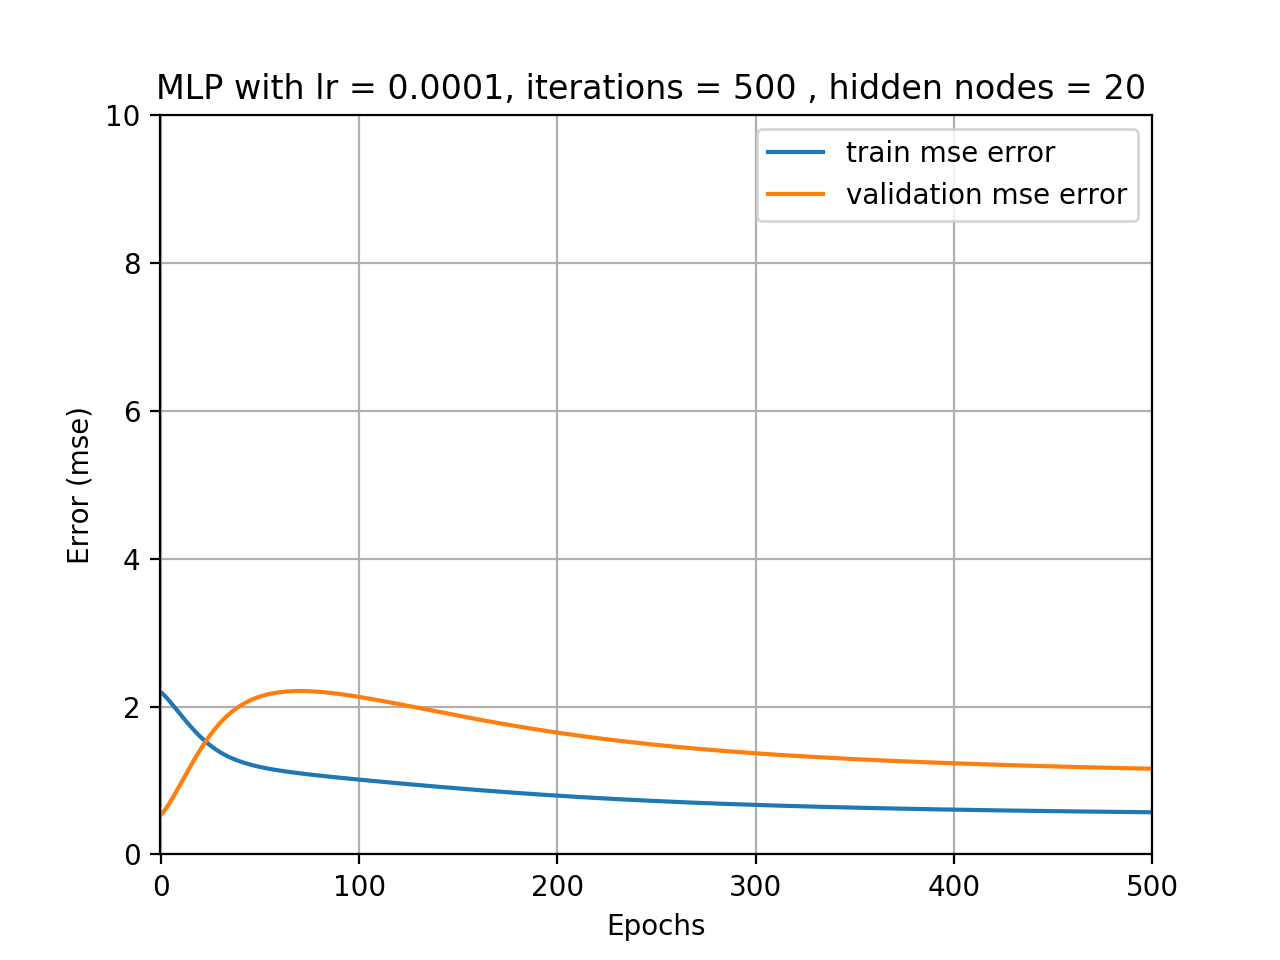 MLP with lr = 0.0001, iterations = 500 , hidden nodes = 20
train mse error
validation mse error
10
8
6
4
2
0
Error (mse)
0 100 200 300 400 500
Epochs